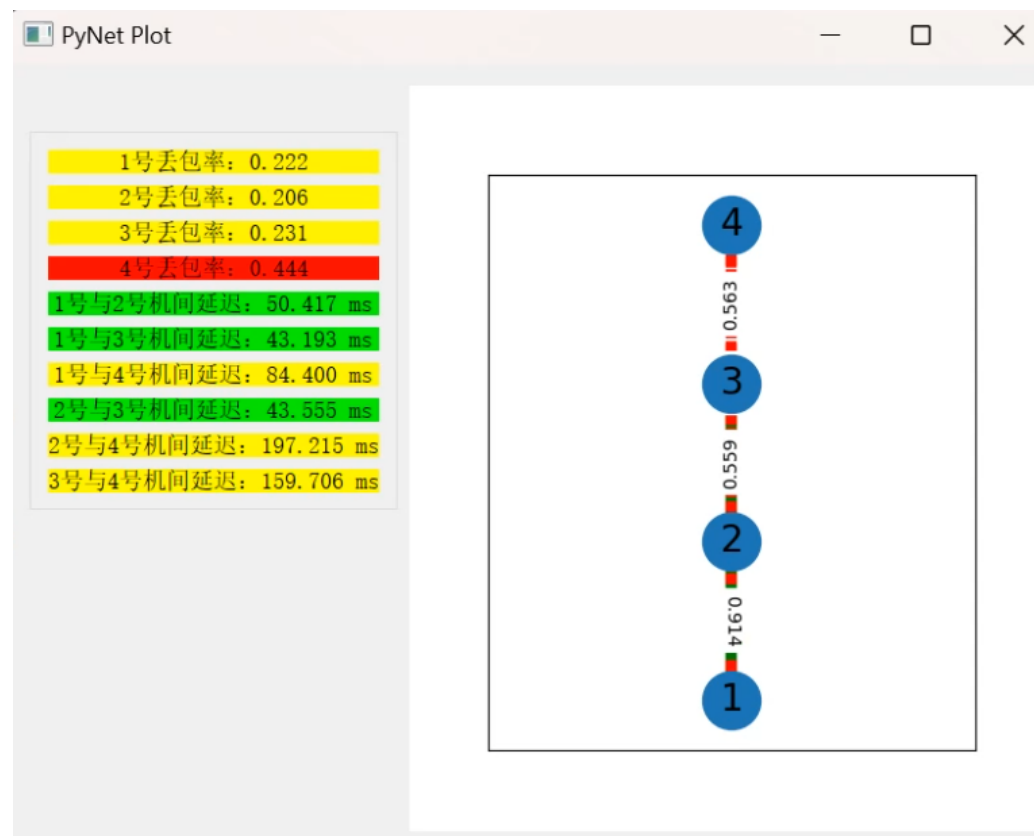 PyNet Plot
1号丢包率：0.222
2号丢包率：0.206
3号丢包率：0.231
4号丢包率：0.444
1号与2号机间延迟：50.417 ms
1号与3号机间延迟：43.193 ms
1号与4号机间延迟：84.400 ms
2号与3号机间延迟：43.555 ms
2号与4号机间延迟：197.215 ms
3号与4号机间延迟：159.706 ms
4
0.563
3
0.559
2
0.914
1